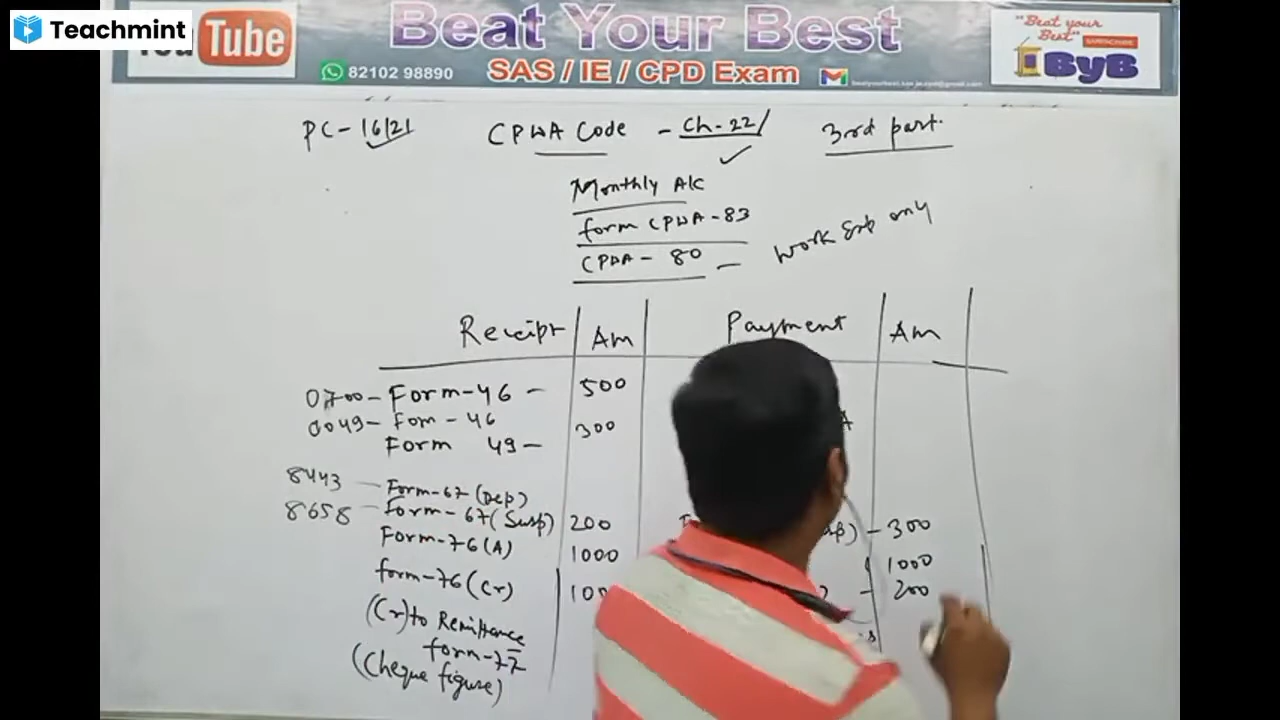 Teachmint
You Tube
Beat Your Best
82102 98890
SAS / IE / CPD Exam
"Beat your
Best"
SUBSCRIBE
ByB
PC - 16/21 CPWA Code - Ch-22/ 3rd part.
Monthly A/C
form CPWA-83
CPWA - 80 - Work Exp only
Receipt Am Payment Am
0700 - Form-46 - 500
0049 - Fom - 46 300
Form 49 -
8443 - Form-67 (Dep)
8658 - Form-67 (Susp) 200 - 300
Form-76 (A) 1000 1000
form-76 (Cr) - 200
(Cr) to Remittance
form-77
(Cheque figure)